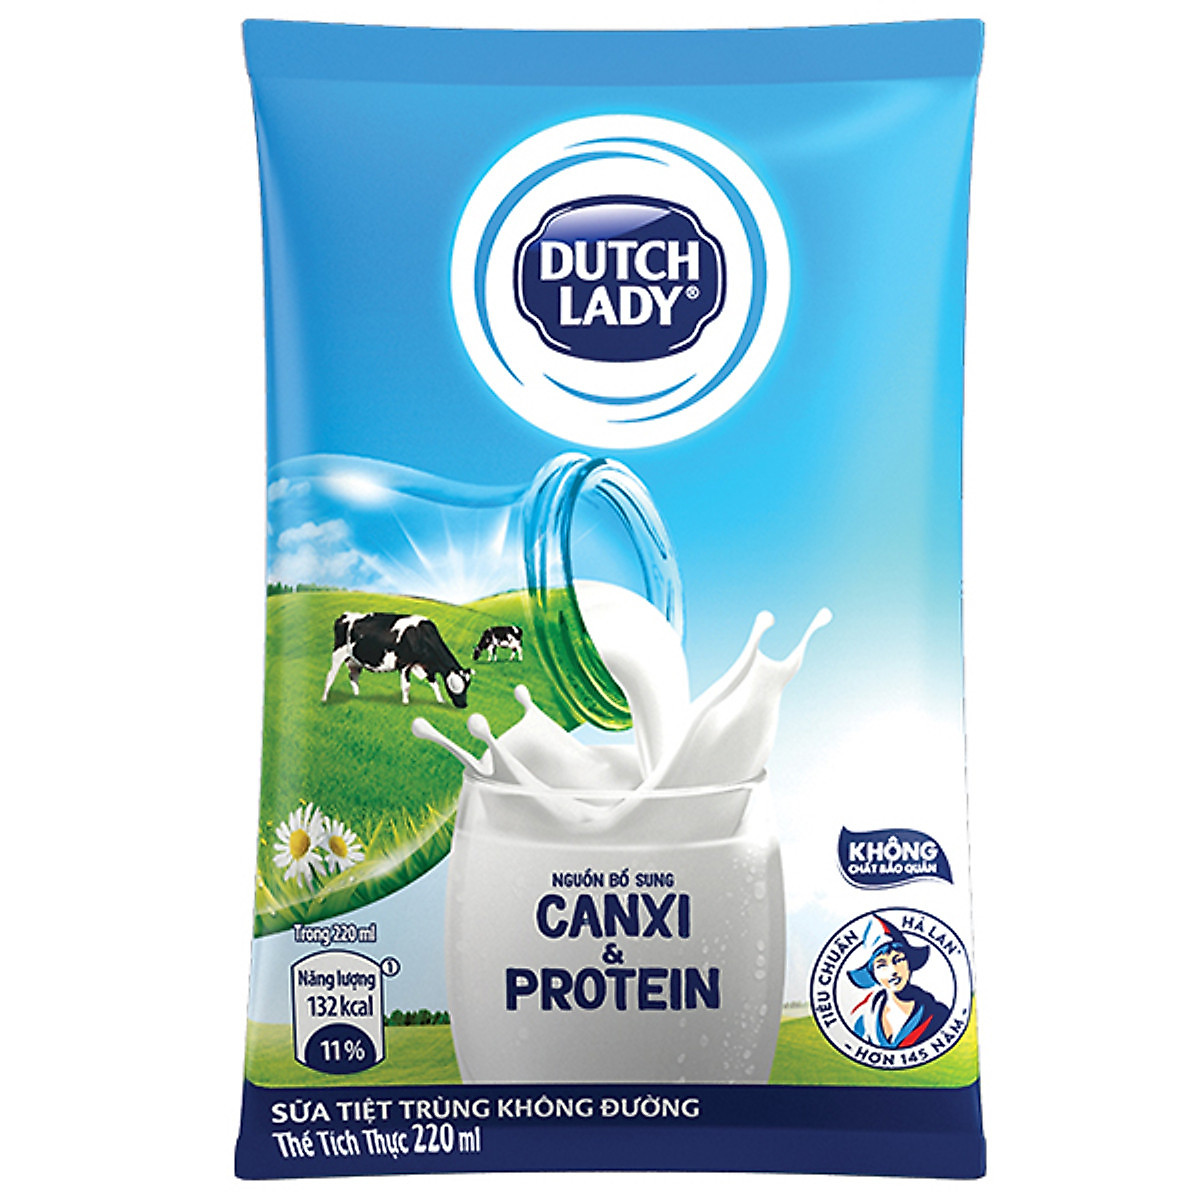 DUTCH
LADY®
NGUỒN BỔ SUNG
CANXI
&
PROTEIN
KHÔNG
CHẤT BẢO QUẢN
TIÊU CHUẨN HÀ LAN*
- HƠN 145 NĂM -
Trong 220 ml
Năng lượng
132 kcal
11%
1
SỮA TIỆT TRÙNG KHÔNG ĐƯỜNG
Thể Tích Thực 220 ml